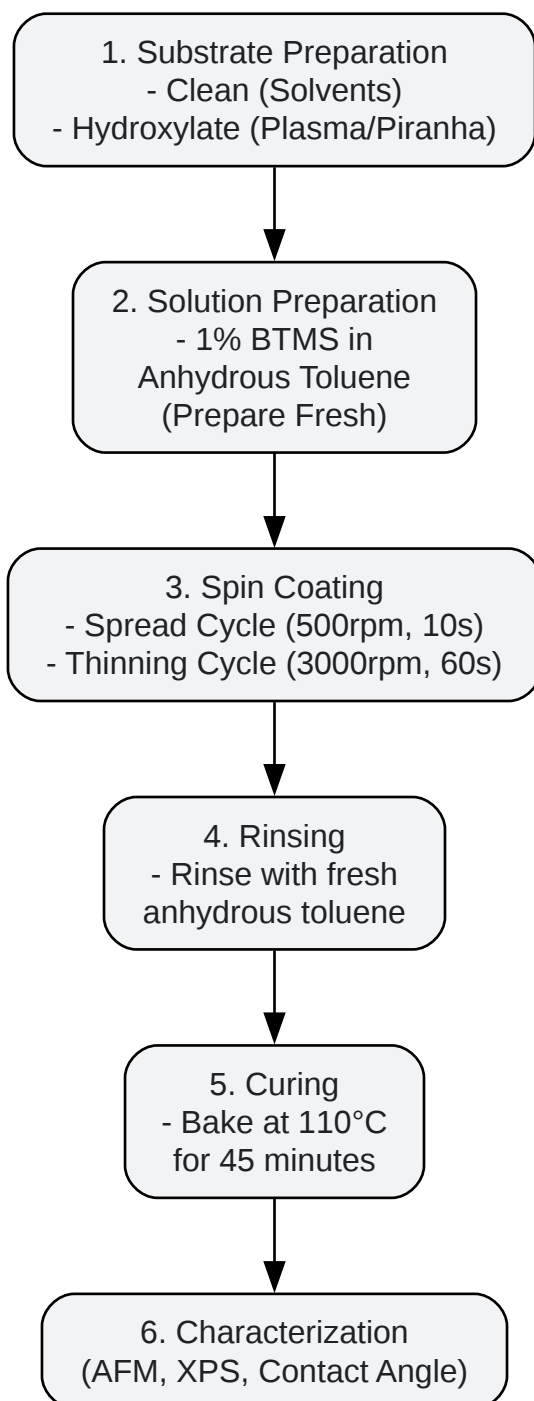 1. Substrate Preparation
- Clean (Solvents)
- Hydroxylate (Plasma/Piranha)
2. Solution Preparation
- 1% BTMS in
Anhydrous Toluene
(Prepare Fresh)
3. Spin Coating
- Spread Cycle (500rpm, 10s)
- Thinning Cycle (3000rpm, 60s)
4. Rinsing
- Rinse with fresh
anhydrous toluene
5. Curing
- Bake at 110°C
for 45 minutes
6. Characterization
(AFM, XPS, Contact Angle)